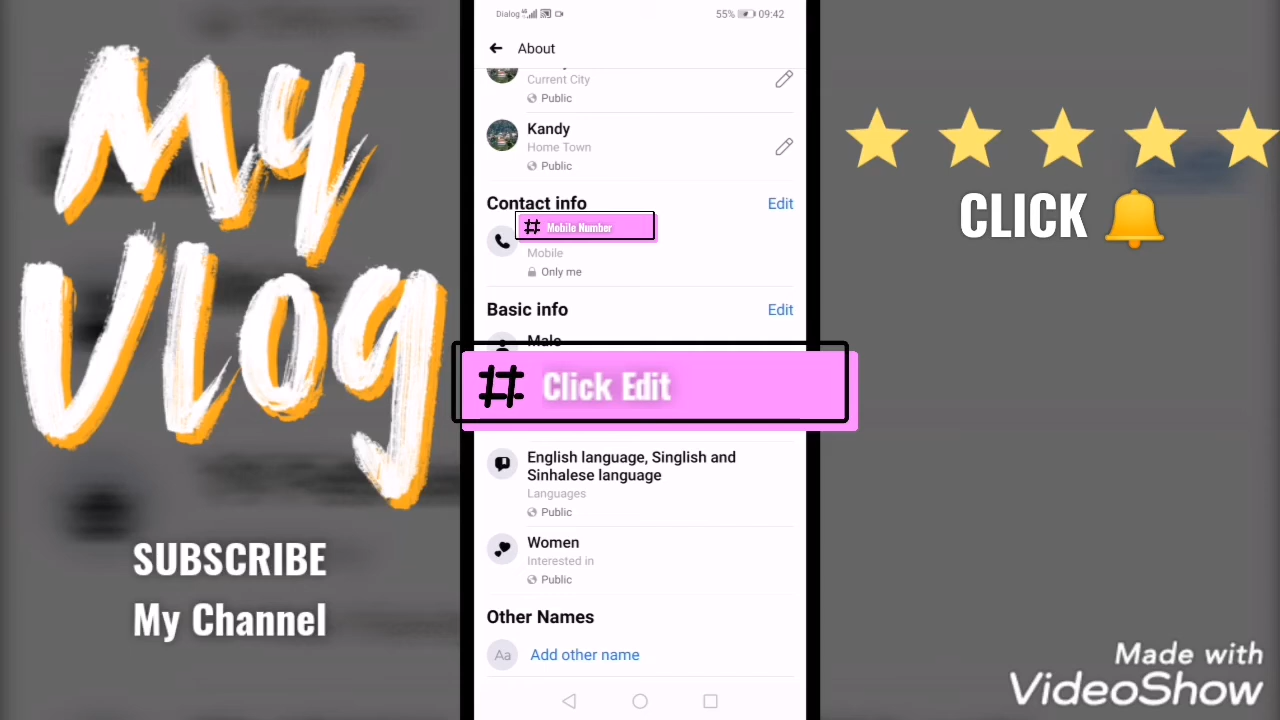 My
Vlog
SUBSCRIBE
My Channel
Dialog 55% 09:42
About
Current City
Public
Kandy
Home Town
Public
Contact info Edit
# Mobile Number
Mobile
Only me
Basic info Edit
Male
# Click Edit
English language, Singlish and
Sinhalese language
Languages
Public
Women
Interested in
Public
Other Names
Aa Add other name
CLICK
Made with
VideoShow